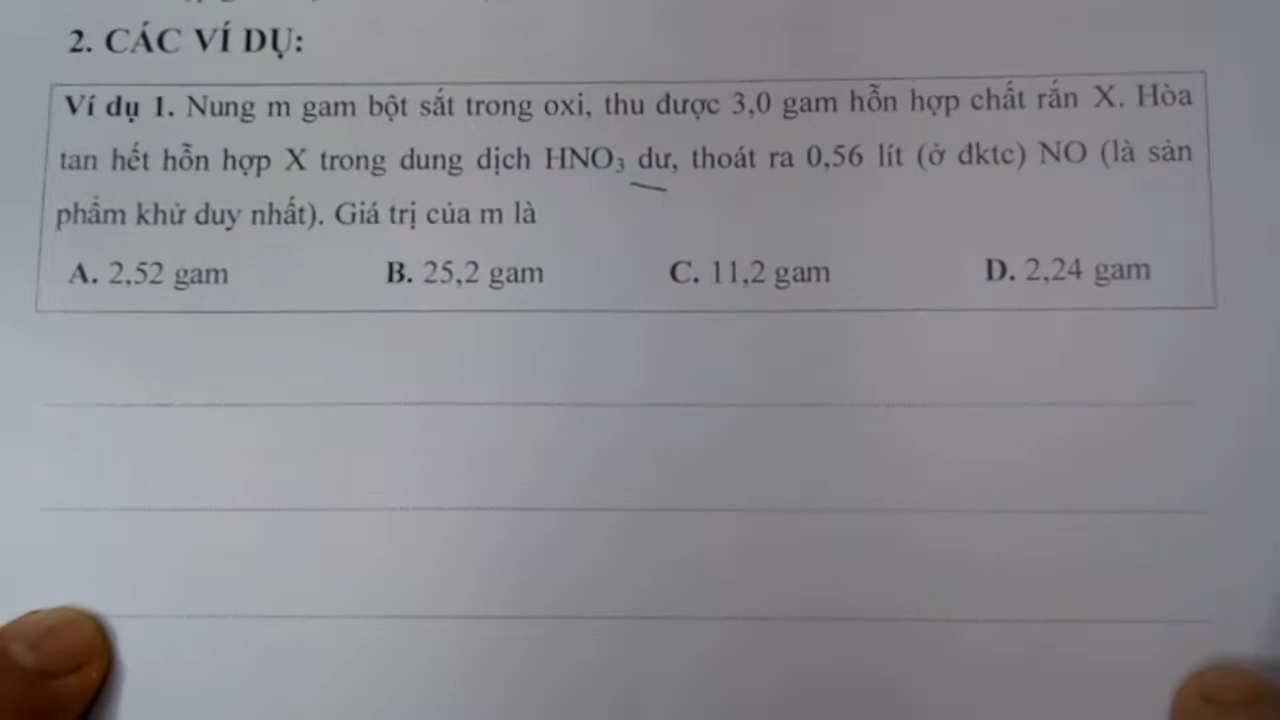 2. CÁC VÍ DỤ:
Ví dụ 1. Nung m gam bột sắt trong oxi, thu được 3,0 gam hỗn hợp chất rắn X. Hòa
tan hết hỗn hợp X trong dung dịch HNO₃ dư, thoát ra 0,56 lít (ở đktc) NO (là sản
phẩm khử duy nhất). Giá trị của m là
A. 2,52 gam B. 25,2 gam C. 11,2 gam D. 2,24 gam